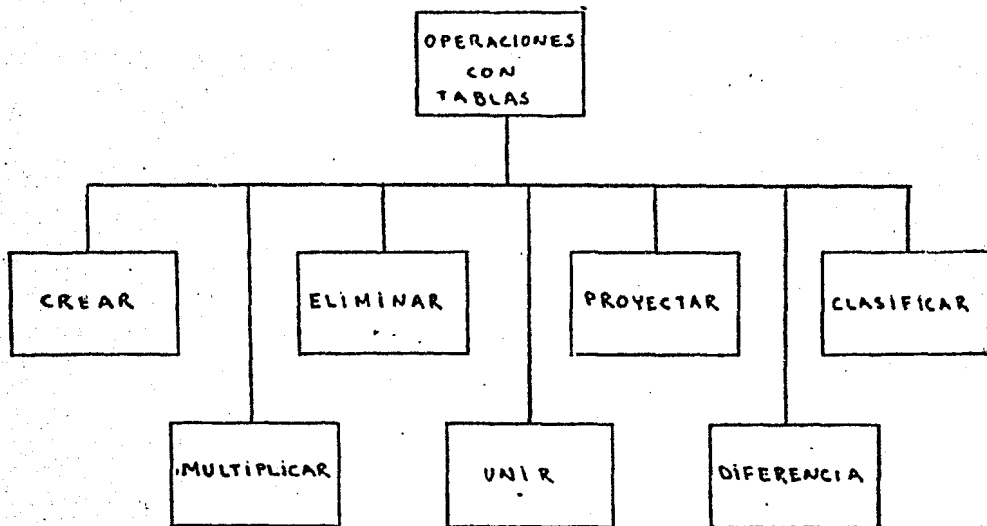 OPERACIONES
CON
TABLAS
CREAR
ELIMINAR
PROYECTAR
CLASIFICAR
MULTIPLICAR
UNIR
DIFERENCIA